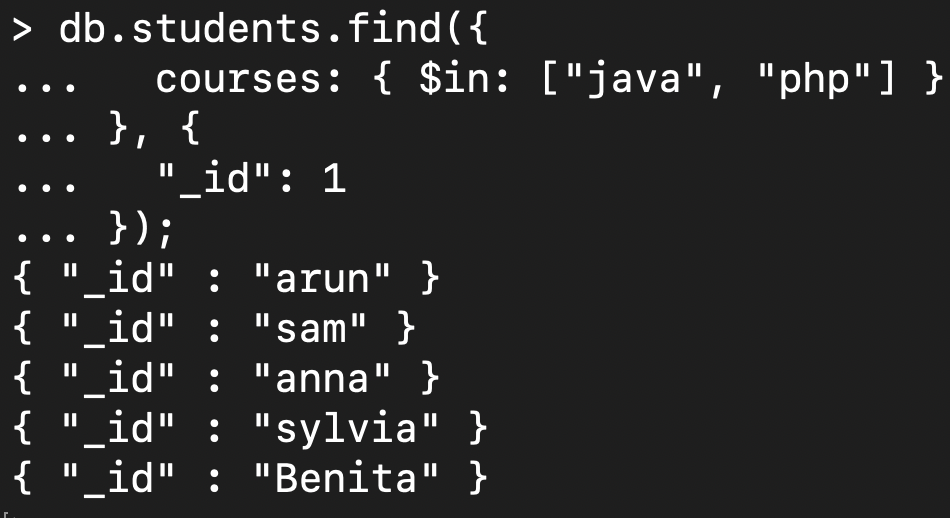 > db.students.find({
...   courses: { $in: ["java", "php"] }
... }, {
...   "_id": 1
... });
{ "_id" : "arun" }
{ "_id" : "sam" }
{ "_id" : "anna" }
{ "_id" : "sylvia" }
{ "_id" : "Benita" }